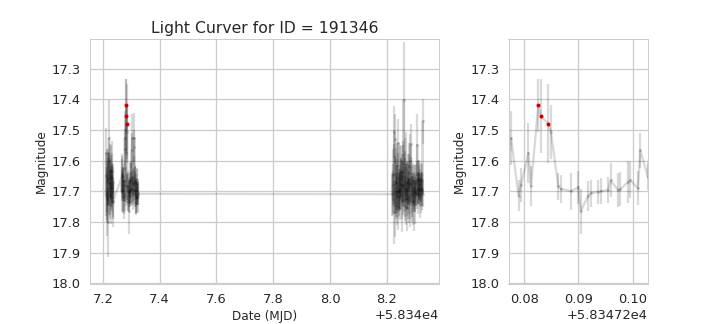 Light Curver for ID = 191346
17.3
17.4
17.5
17.6
17.7
17.8
17.9
18.0
Magnitude
7.2 7.4 7.6 7.8 8.0 8.2
Date (MJD)
+5.834e4
17.3
17.4
17.5
17.6
17.7
17.8
17.9
18.0
Magnitude
0.08 0.09 0.10
+5.83472e4